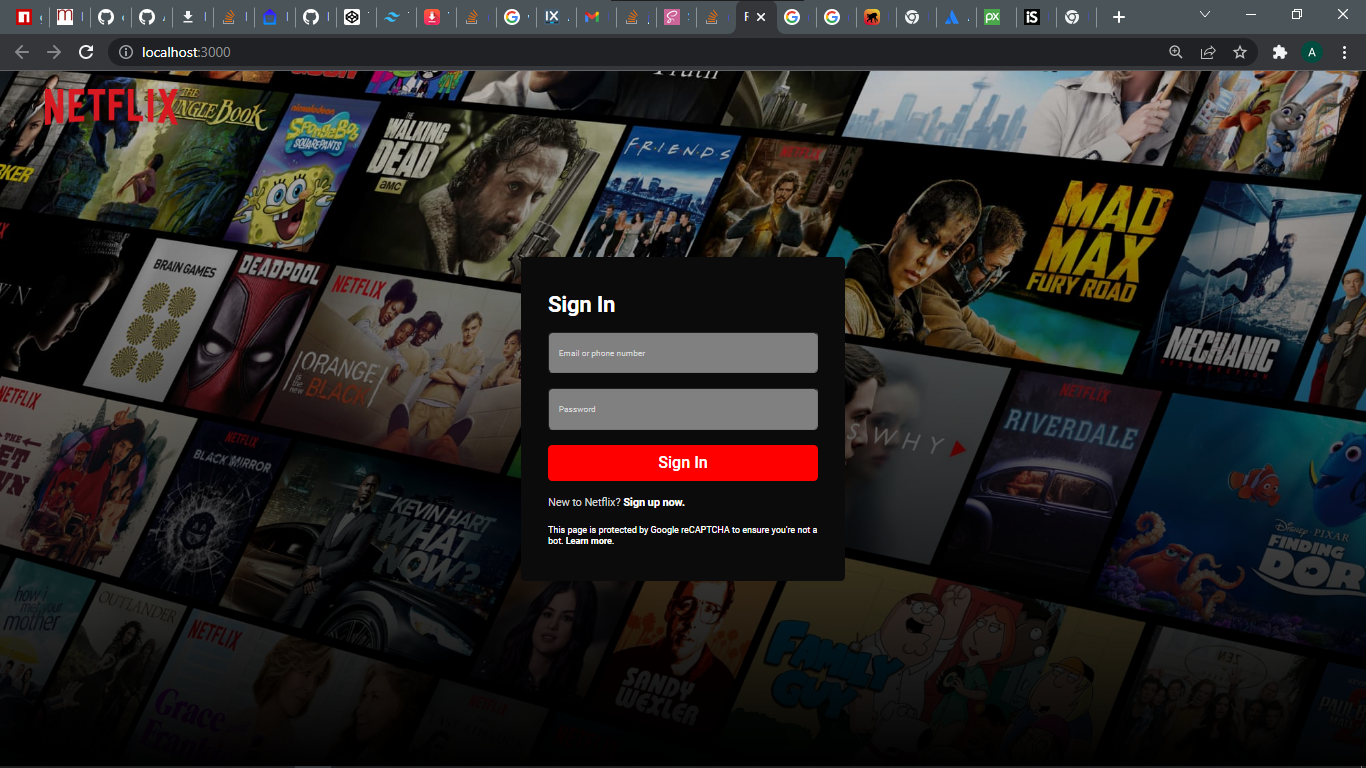 localhost:3000
A
NETFLIX
THE
JUNGLE BOOK
nickelodeon
SPONGEBOB
SQUAREPANTS
THE
WALKING
DEAD
amc
Truth
FRIENDS
NETFLIX
MAD
MAX
FURY ROAD
MECHANIC
BRAIN GAMES
DEADPOOL
NETFLIX
ORANGE
is the new
BLACK
NETFLIX
THE
NETFLIX
BLACK MIRROR
KEVIN HART
WHAT
NOW?
S WHY
NETFLIX
RIVERDALE
Disney PIXAR
FINDING
DOR
how i met your mother
OUTLANDER
NETFLIX
Grace
Frankie
SANDY
WEXLER
FAMILY
GUY
Sign In
Email or phone number
Password
Sign In
New to Netflix? Sign up now.
This page is protected by Google reCAPTCHA to ensure you're not a
bot. Learn more.